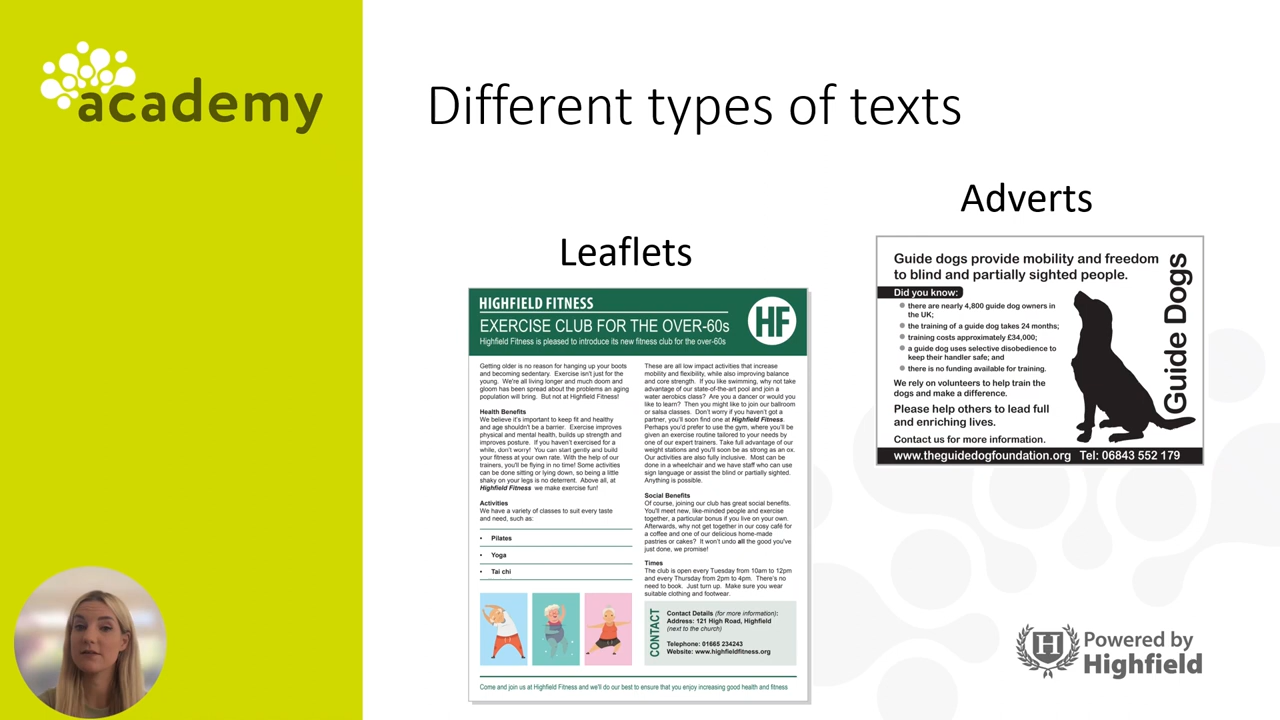 academy
Different types of texts
Leaflets
HIGHFIELD FITNESS
EXERCISE CLUB FOR THE OVER-60s
Highfield Fitness is pleased to introduce its new fitness club for the over-60s
HF
Getting older is no reason for hanging up your boots
and becoming sedentary. Exercise isn't just for the
young. We're all living longer and much doom and
gloom has been spread about the problems an aging
population will bring. But not at Highfield Fitness!
Health Benefits
We believe it's important to keep fit and healthy
and age shouldn't be a barrier. Exercise improves
physical and mental health, builds up strength and
improves posture. If you haven't exercised for a
while, don't worry! You can start gently and build
your fitness at your own rate. With the help of our
trainers, you'll be flying in no time! Some activities
can be done sitting or lying down, so being a little
shaky on your legs is no deterrent. Above all, at
Highfield Fitness we make exercise fun!
Activities
We have a variety of classes to suit every taste
and need, such as:
• Pilates
• Yoga
• Tai chi
These are all low impact activities that increase
mobility and flexibility, while also improving balance
and core strength. If you like swimming, why not take
advantage of our state-of-the-art pool and join a
water aerobics class? Are you a dancer or would you
like to learn? Then you might like to join our ballroom
or salsa classes. Don't worry if you haven't got a
partner, you'll soon find one at Highfield Fitness.
Perhaps you'd prefer to use the gym, where you'll be
given an exercise routine tailored to your needs by
one of our expert trainers. Take full advantage of our
weight stations and you'll soon be as strong as an ox.
Our activities are also fully inclusive. Most can be
done in a wheelchair and we have staff who can use
sign language or assist the blind or partially sighted.
Anything is possible.
Social Benefits
Of course, joining our club has great social benefits.
You'll meet new, like-minded people and exercise
together, a particular bonus if you live on your own.
Afterwards, why not get together in our cosy café for
a coffee and one of our delicious home-made
pastries or cakes? It won't undo all the good you've
just done, we promise!
Times
The club is open every Tuesday from 10am to 12pm
and every Thursday from 2pm to 4pm. There's no
need to book. Just turn up. Make sure you wear
suitable clothing and footwear.
CONTACT
Contact Details (for more information):
Address: 121 High Road, Highfield
(next to the church)
Telephone: 01665 234243
Website: www.highfieldfitness.org
Come and join us at Highfield Fitness and we'll do our best to ensure that you enjoy increasing good health and fitness
Adverts
Guide dogs provide mobility and freedom
to blind and partially sighted people.
Did you know:
• there are nearly 4,800 guide dog owners in
the UK;
• the training of a guide dog takes 24 months;
• training costs approximately £34,000;
• a guide dog uses selective disobedience to
keep their handler safe; and
• there is no funding available for training.
We rely on volunteers to help train the
dogs and make a difference.
Please help others to lead full
and enriching lives.
Contact us for more information.
Guide Dogs
www.theguidedogfoundation.org Tel: 06843 552 179
H
Powered by
Highfield